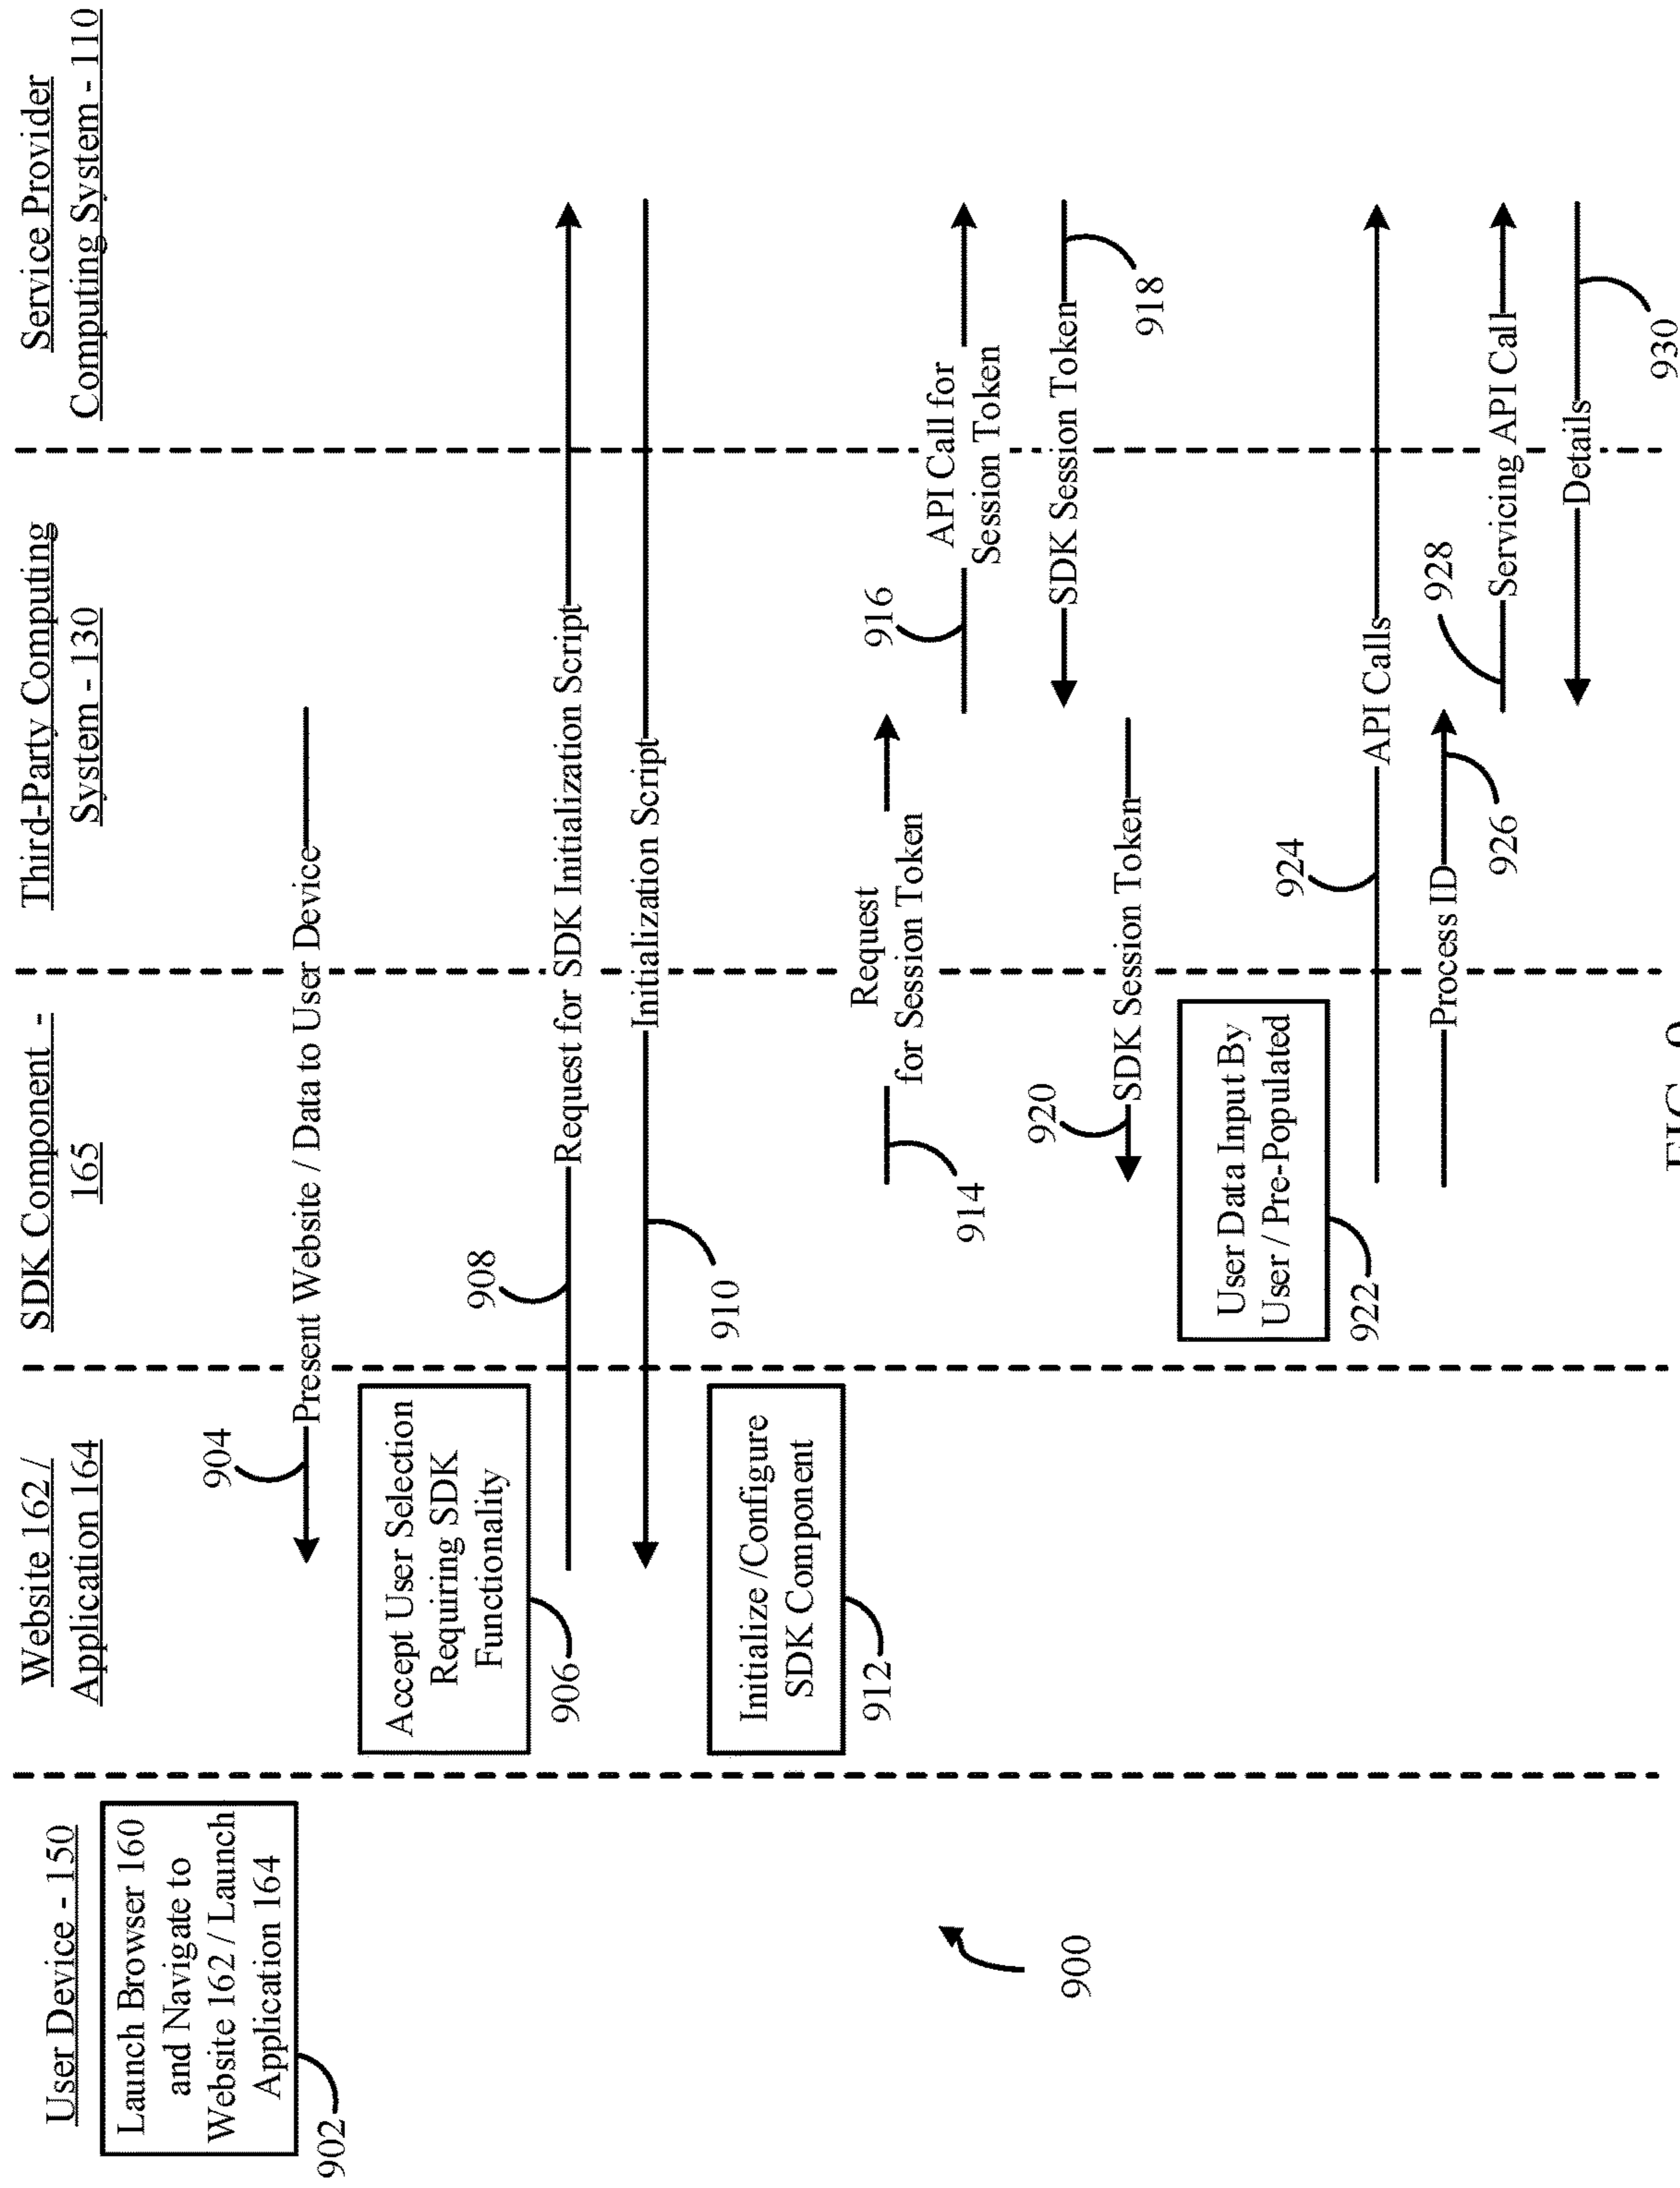 User Device - 150
Website 162 /
Application 164
SDK Component -
165
Third-Party Computing
System - 130
Service Provider
Computing System - 110
Launch Browser 160
and Navigate to
Website 162 / Launch
Application 164
902
904
Present Website / Data to User Device
Accept User Selection
Requiring SDK
Functionality
906
908
Request for SDK Initialization Script
Initialization Script
910
Initialize /Configure
SDK Component
912
Request
for Session Token
914
916
API Call for
Session Token
SDK Session Token
918
920
SDK Session Token
User Data Input By
User / Pre-Populated
922
924
API Calls
Process ID
926
928
Servicing API Call
Details
930
900